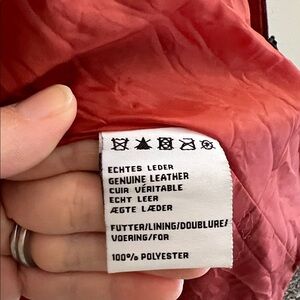 ECHTES LEDER
GENUINE LEATHER
CUIR VÉRITABLE
ECHT LEER
ÆGTE LÆDER
FUTTER/LINING/DOUBLURE/
VOERING/FOR
100% POLYESTER